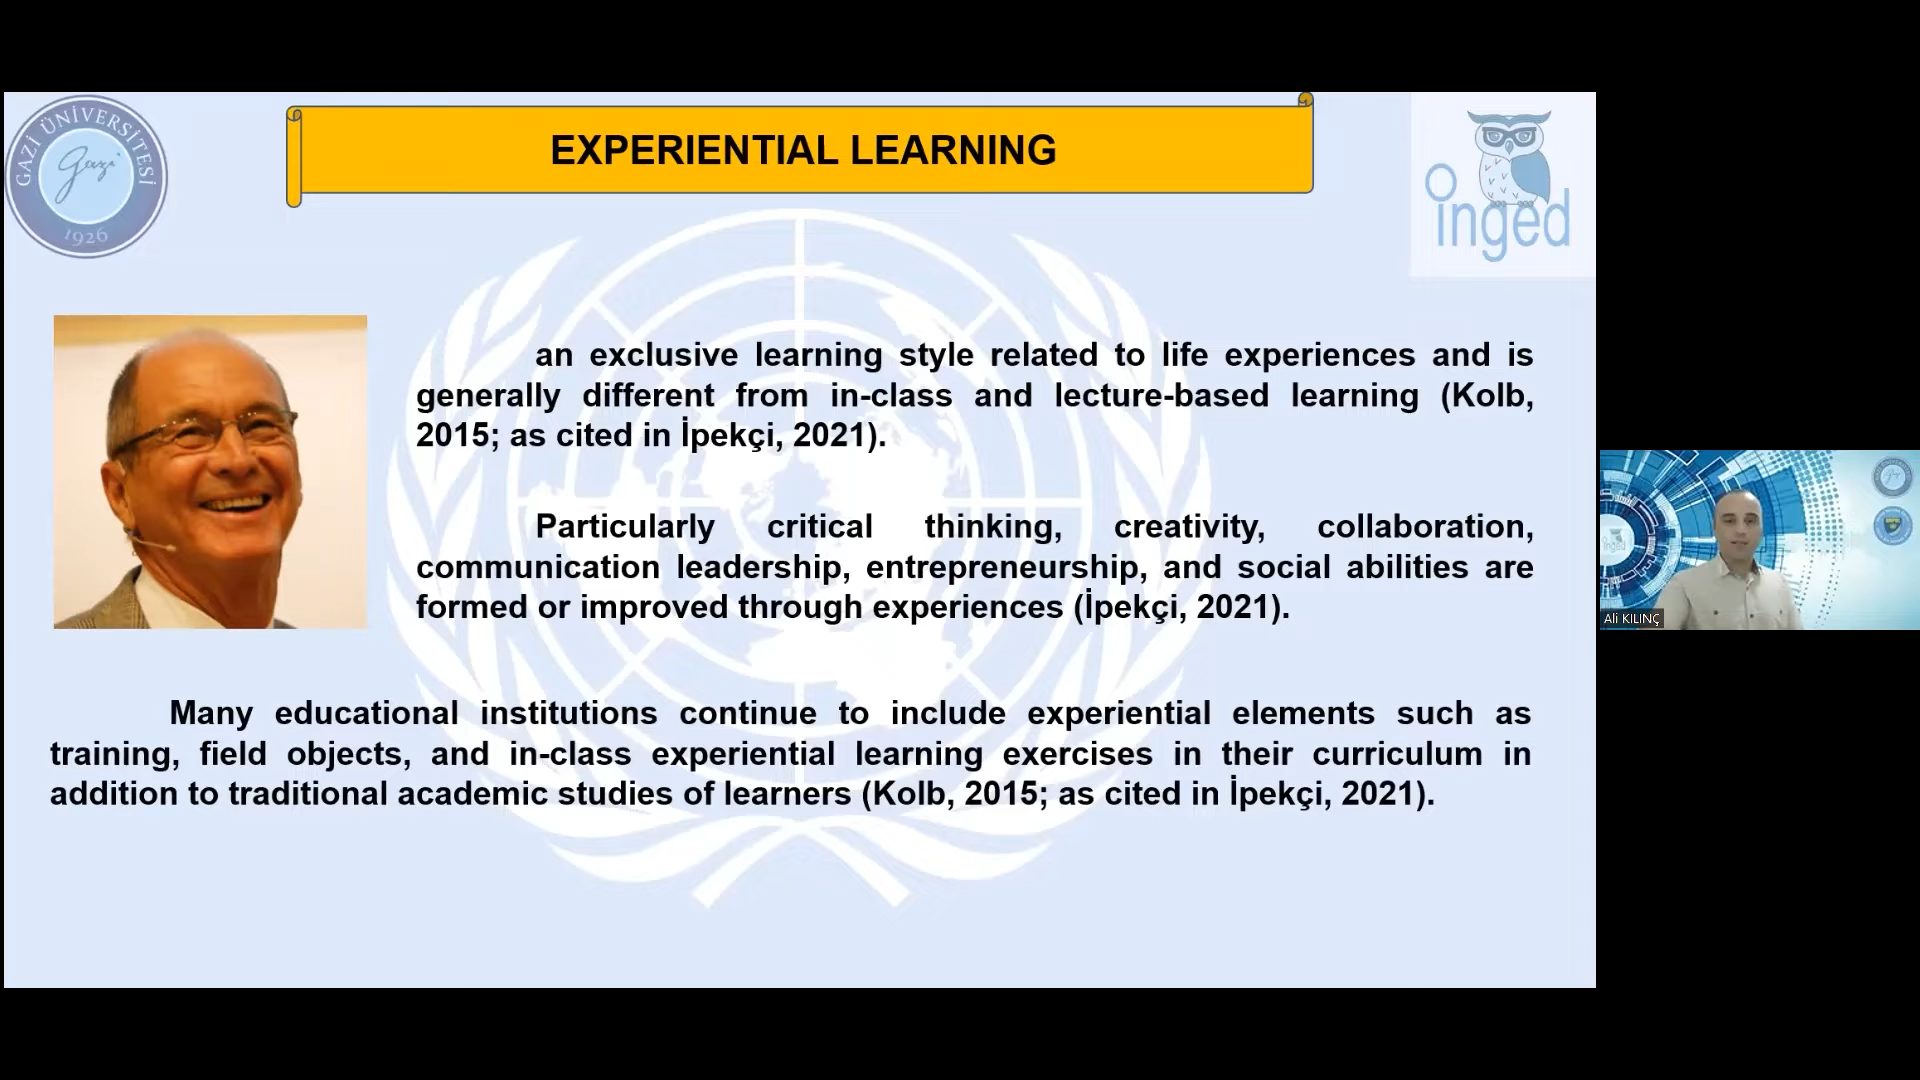 GAZİ ÜNİVERSİTESİ
Gazi
1926
EXPERIENTIAL LEARNING
inged
an exclusive learning style related to life experiences and is
generally different from in-class and lecture-based learning (Kolb,
2015; as cited in İpekçi, 2021).
Particularly critical thinking, creativity, collaboration,
communication leadership, entrepreneurship, and social abilities are
formed or improved through experiences (İpekçi, 2021).
Many educational institutions continue to include experiential elements such as
training, field objects, and in-class experiential learning exercises in their curriculum in
addition to traditional academic studies of learners (Kolb, 2015; as cited in İpekçi, 2021).
inged
Ali KILINÇ